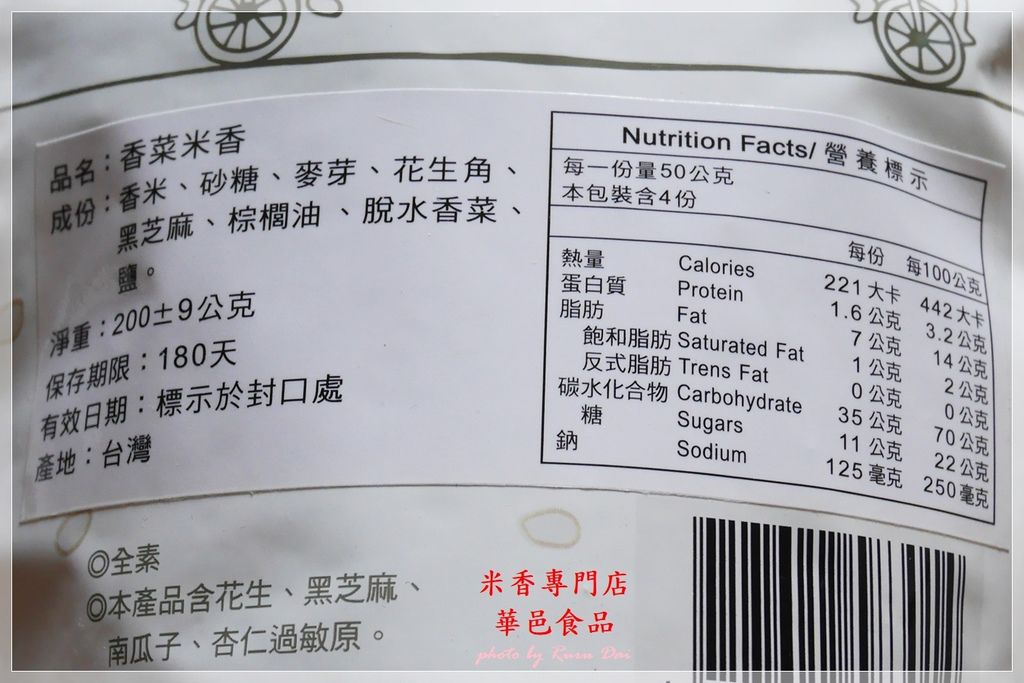 品名：香菜米香
成份：香米、砂糖、麥芽、花生角、
黑芝麻、棕櫚油、脫水香菜、
鹽。
淨重：200±9公克
保存期限：180天
有效日期：標示於封口處
產地：台灣
Nutrition Facts/ 營養標示
每一份量50公克
本包裝含4份
每份 每100公克
熱量 Calories 221 大卡 442 大卡
蛋白質 Protein 1.6 公克 3.2 公克
脂肪 Fat 7 公克 14 公克
飽和脂肪 Saturated Fat 1 公克 2 公克
反式脂肪 Trens Fat 0 公克 0 公克
碳水化合物 Carbohydrate 35 公克 70 公克
糖 Sugars 11 公克 22 公克
鈉 Sodium 125 毫克 250 毫克
◎全素
◎本產品含花生、黑芝麻、
南瓜子、杏仁過敏原。
米香專門店
華邑食品
photo by Ruru Dai